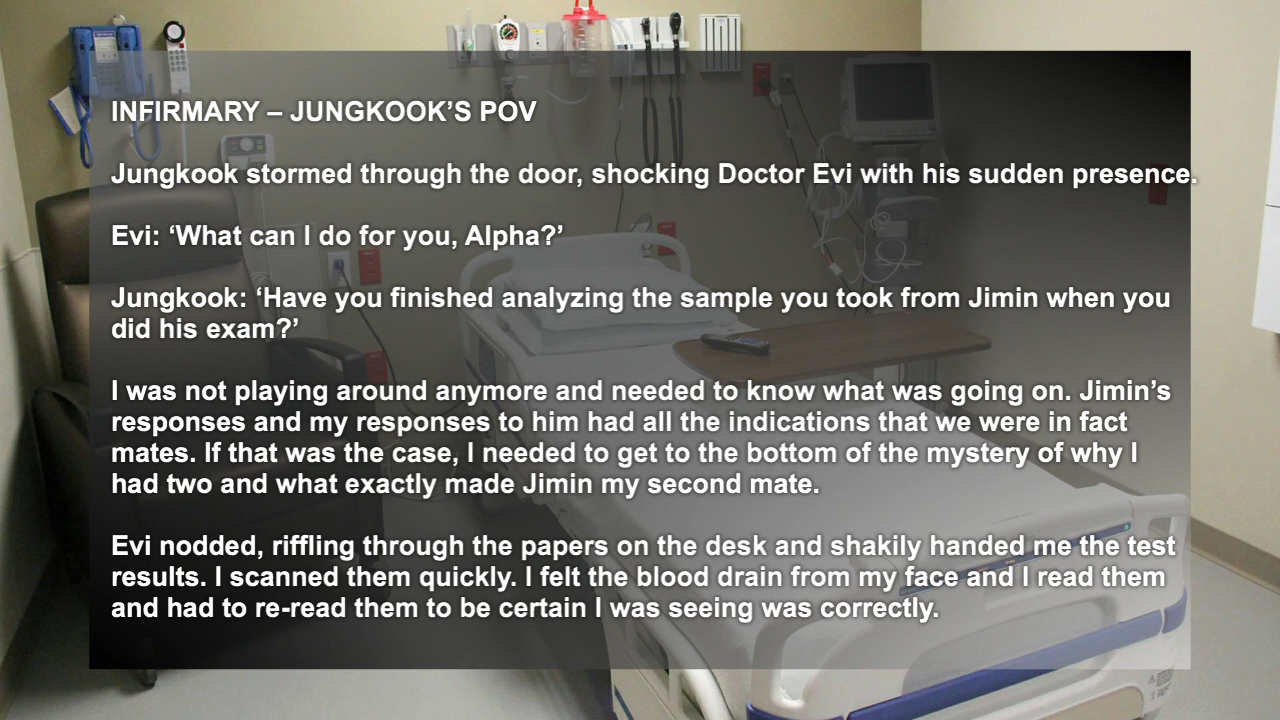 INFIRMARY – JUNGKOOK’S POV
Jungkook stormed through the door, shocking Doctor Evi with his sudden presence.
Evi: ‘What can I do for you, Alpha?’
Jungkook: ‘Have you finished analyzing the sample you took from Jimin when you
did his exam?’
I was not playing around anymore and needed to know what was going on. Jimin’s
responses and my responses to him had all the indications that we were in fact
mates. If that was the case, I needed to get to the bottom of the mystery of why I
had two and what exactly made Jimin my second mate.
Evi nodded, riffling through the papers on the desk and shakily handed me the test
results. I scanned them quickly. I felt the blood drain from my face and I read them
and had to re-read them to be certain I was seeing was correctly.